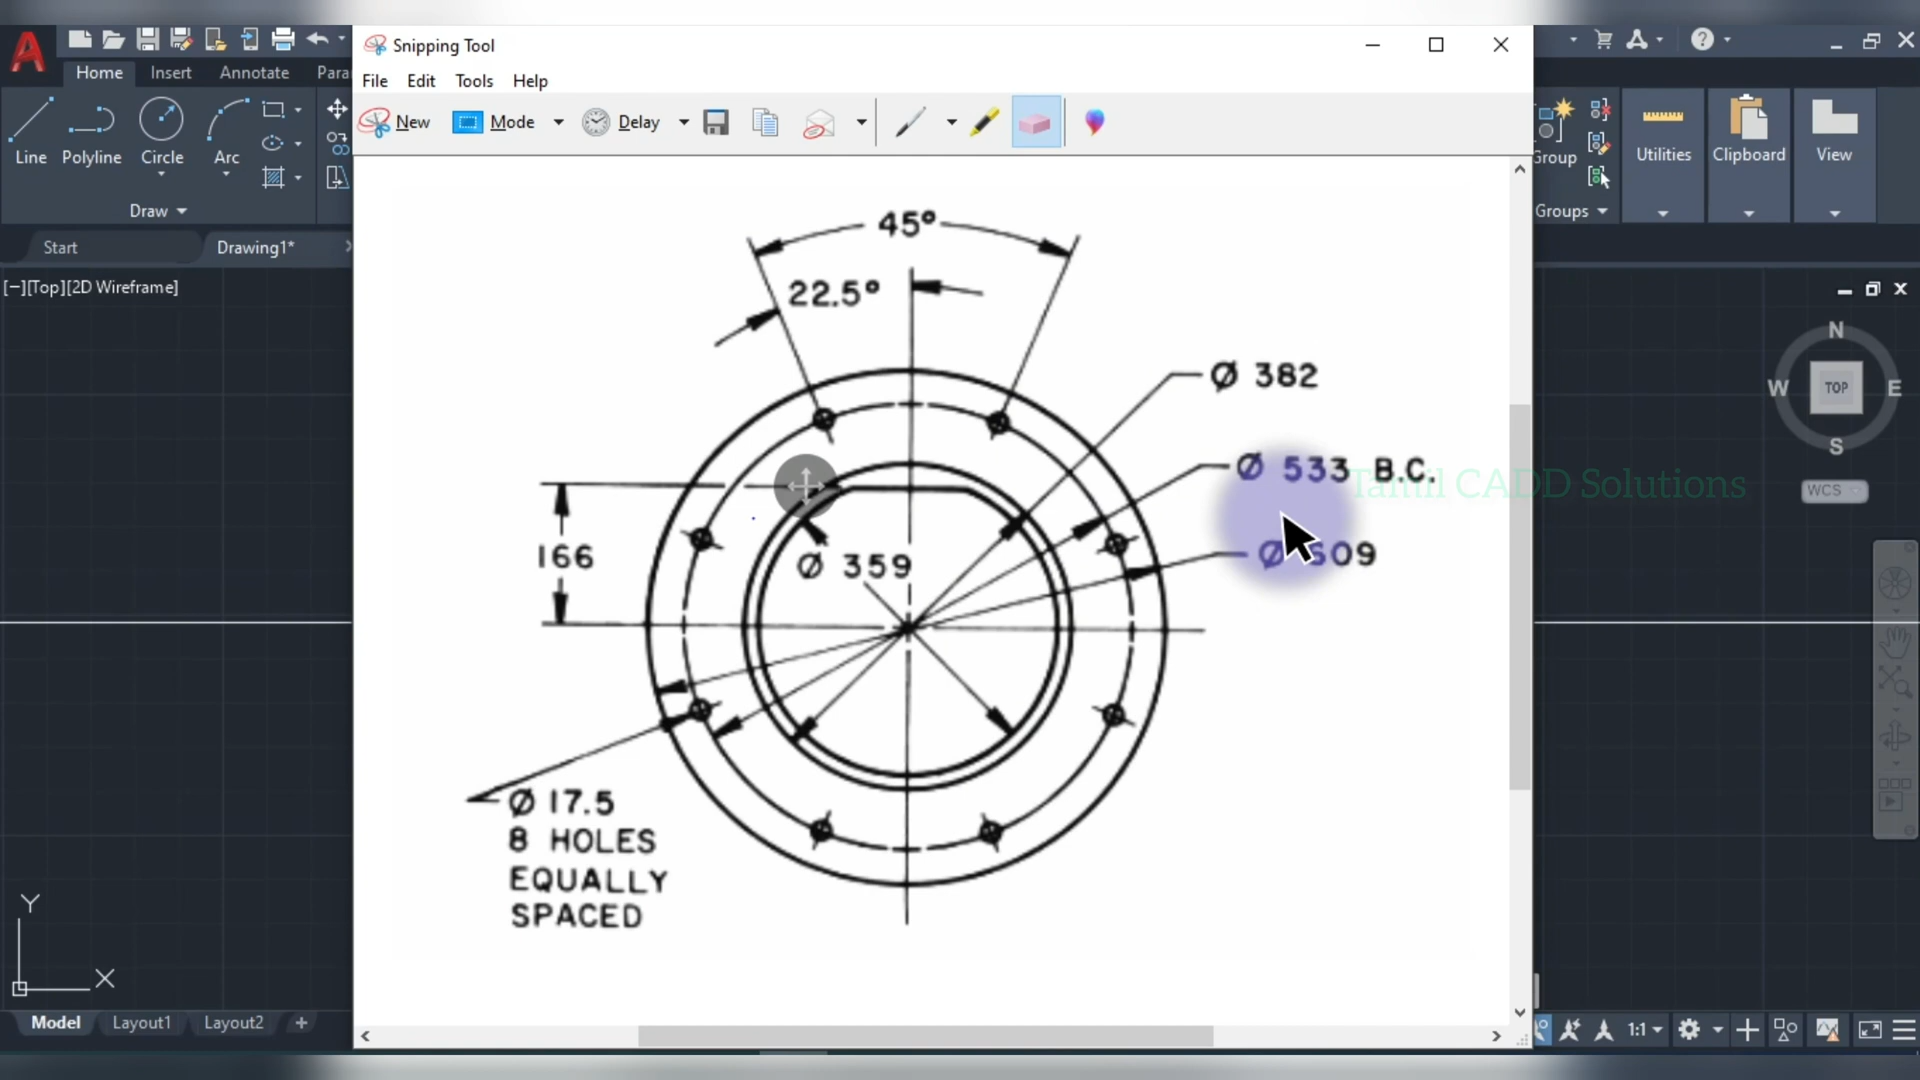 Snipping Tool
File Edit Tools Help
New Mode Delay
Home Insert Annotate Para
Line Polyline Circle Arc
Draw
Group
Groups
Utilities
Clipboard
View
Start
Drawing1*
[−][Top][2D Wireframe]
45°
22.5°
Ø 382
Ø 533 B.C.
Tamil CADD Solutions
166
Ø 359
Ø 609
Ø 17.5
8 HOLES
EQUALLY
SPACED
N
W
TOP
E
S
WCS
Y
X
Model
Layout1
Layout2
1:1